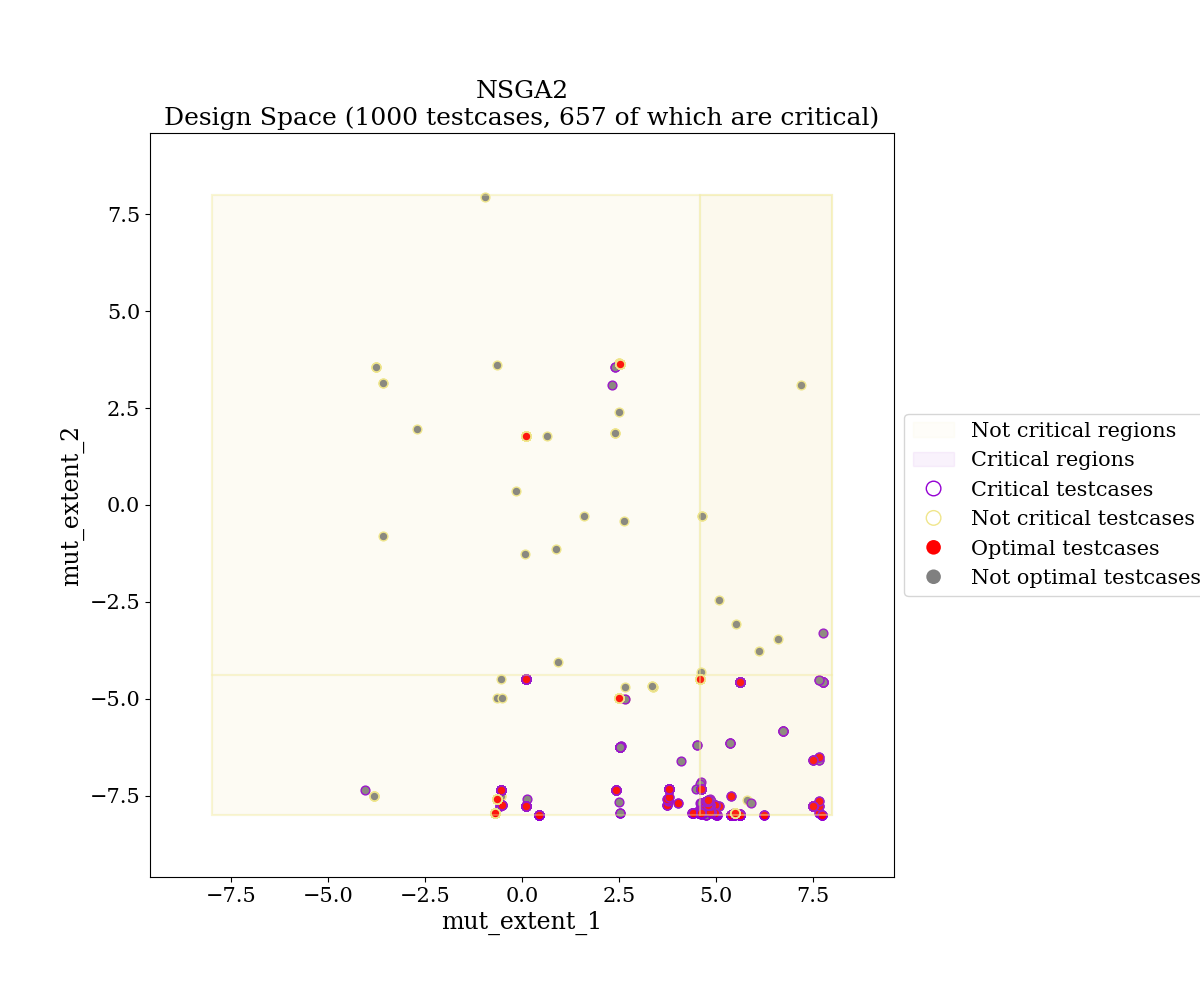 NSGA2
Design Space (1000 testcases, 657 of which are critical)
7.5
5.0
2.5
0.0
−2.5
−5.0
−7.5
mut_extent_2
−7.5 −5.0 −2.5 0.0 2.5 5.0 7.5
mut_extent_1
Not critical regions
Critical regions
Critical testcases
Not critical testcases
Optimal testcases
Not optimal testcases